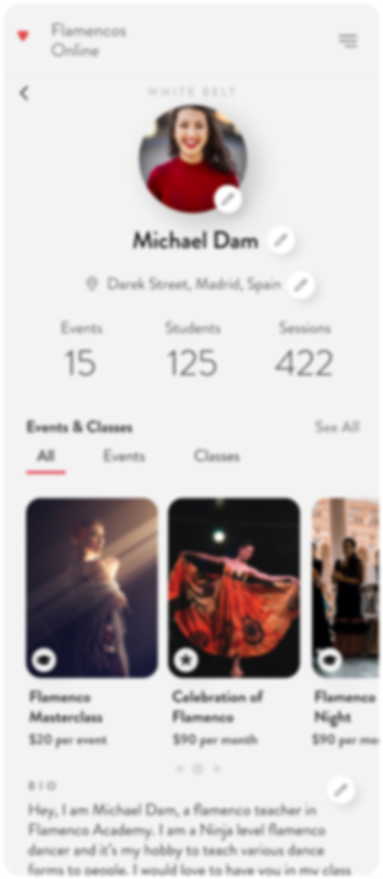 Flamencos
Online
WHITE BELT
Michael Dam
Darek Street, Madrid, Spain
Events
Students
Sessions
15
125
422
Events & Classes
See All
All
Events
Classes
Flamenco
Masterclass
$20 per event
Celebration of
Flamenco
$90 per month
Flamenco
Night
$90 per mo
BIO
Hey, I am Michael Dam, a flamenco teacher in
Flamenco Academy. I am a Ninja level flamenco
dancer and it's my hobby to teach various dance
forms to people. I would love to have you in my class